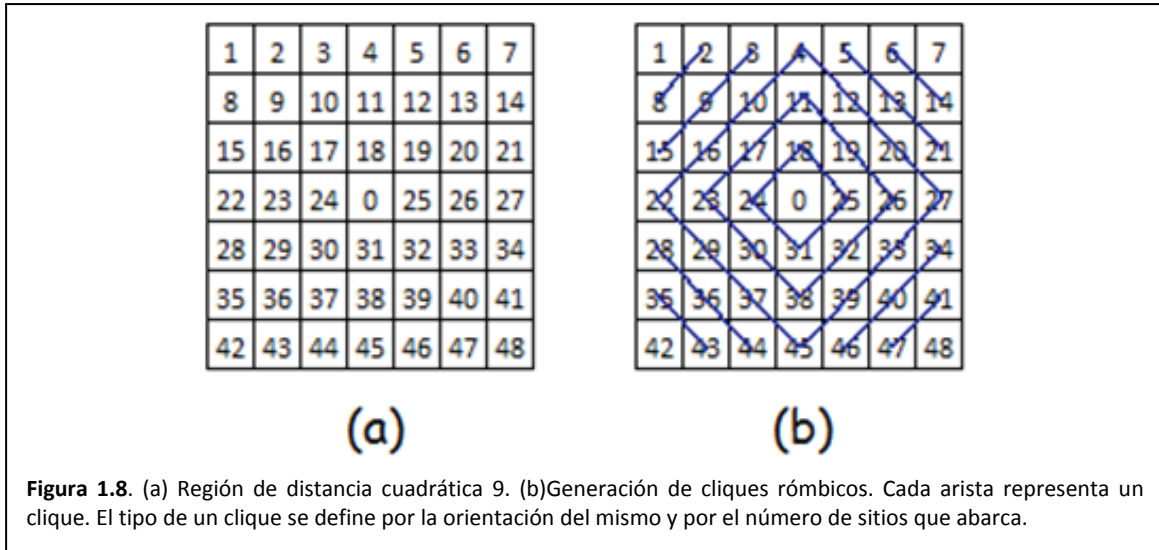 1 2 3 4 5 6 7 1 2 3 4 5 6 7
8 9 10 11 12 13 14 8 9 10 11 12 13 14
15 16 17 18 19 20 21 15 16 17 18 19 20 21
22 23 24 0 25 26 27 22 23 24 0 25 26 27
28 29 30 31 32 33 34 28 29 30 31 32 33 34
35 36 37 38 39 40 41 35 36 37 38 39 40 41
42 43 44 45 46 47 48 42 43 44 45 46 47 48
(a) (b)
Figura 1.8. (a) Región de distancia cuadrática 9. (b)Generación de cliques rómbicos. Cada arista representa un
clique. El tipo de un clique se define por la orientación del mismo y por el número de sitios que abarca.